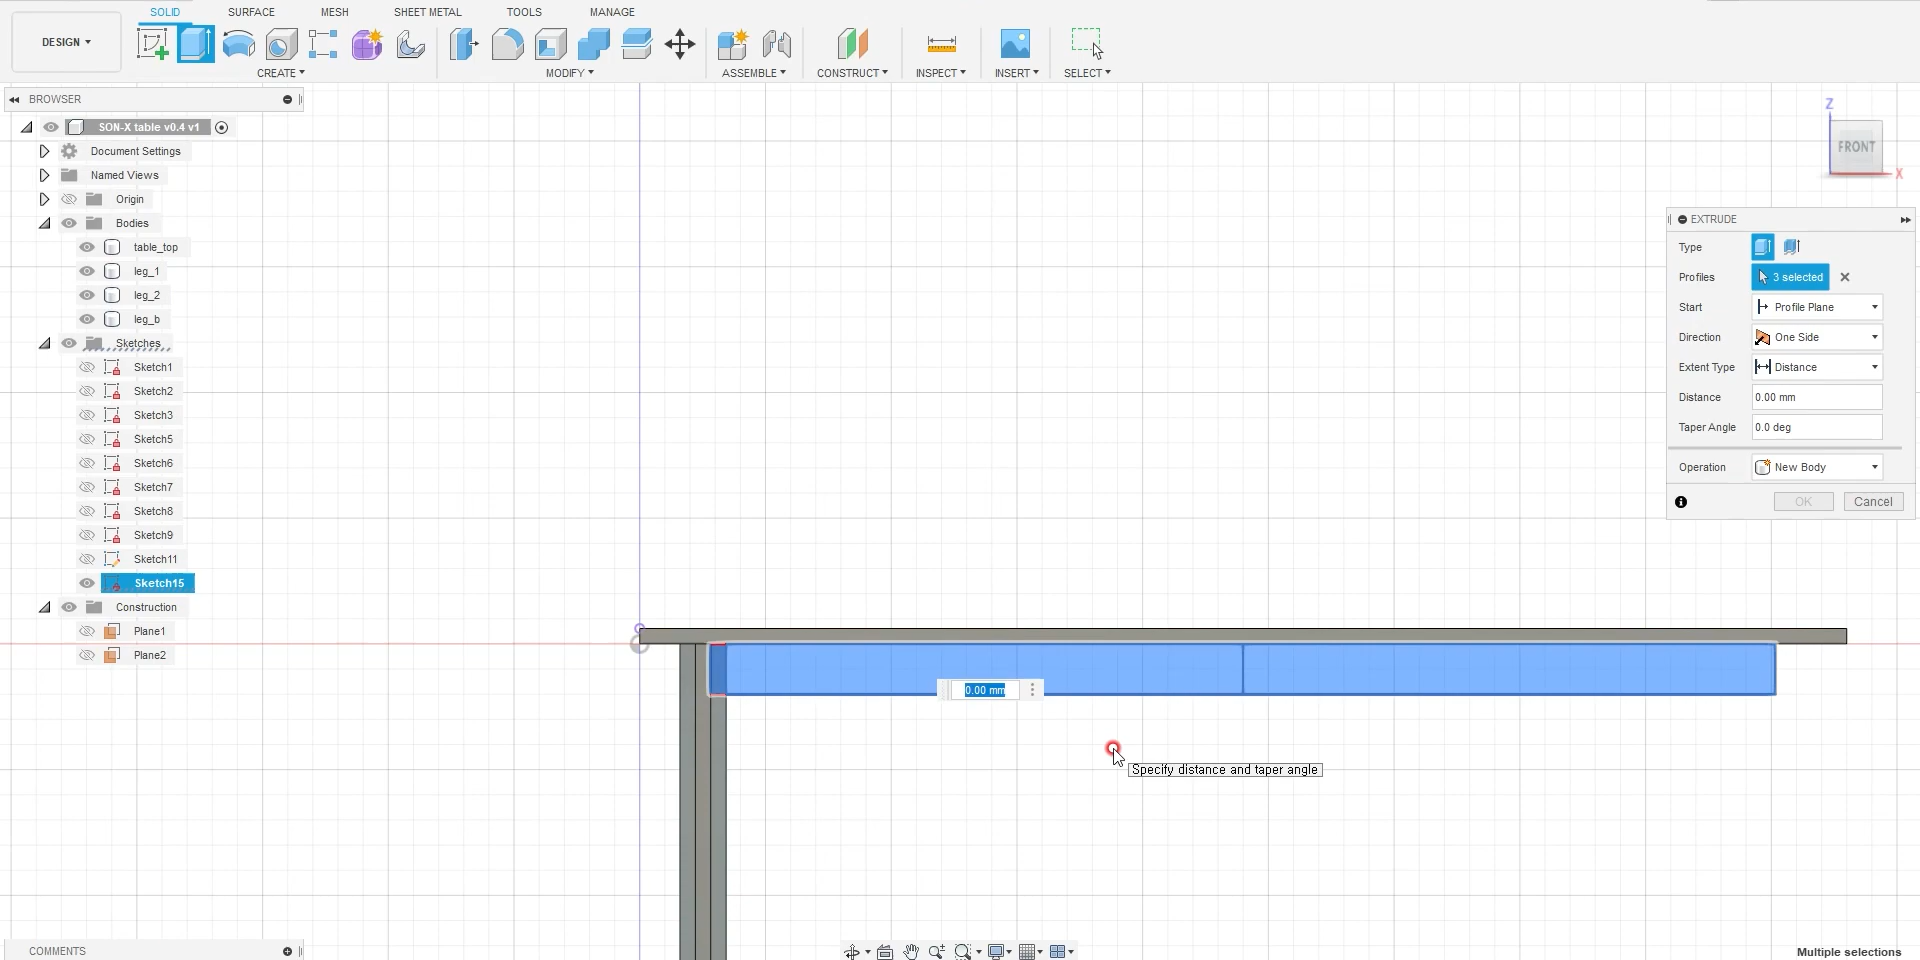 SOLID SURFACE MESH SHEET METAL TOOLS MANAGE
DESIGN
CREATE MODIFY ASSEMBLE CONSTRUCT INSPECT INSERT SELECT
BROWSER
SON-X table v0.4 v1
Document Settings
Named Views
Origin
Bodies
table_top
leg_1
leg_2
leg_b
Sketches
Sketch1
Sketch2
Sketch3
Sketch5
Sketch6
Sketch7
Sketch8
Sketch9
Sketch11
Sketch15
Construction
Plane1
Plane2
Z
FRONT
X
EXTRUDE
Type
Profiles 3 selected
Start Profile Plane
Direction One Side
Extent Type Distance
Distance 0.00 mm
Taper Angle 0.0 deg
Operation New Body
OK Cancel
0.00 mm
Specify distance and taper angle
COMMENTS
Multiple selections